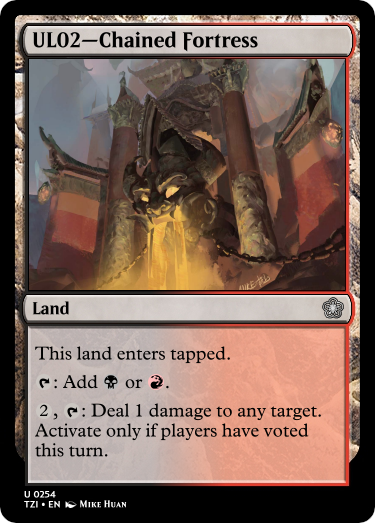 UL02—Chained Fortress
Land
This land enters tapped.
: Add or .
2 , : Deal 1 damage to any target.
Activate only if players have voted
this turn.
U 0254
TZI • EN Mike Huan